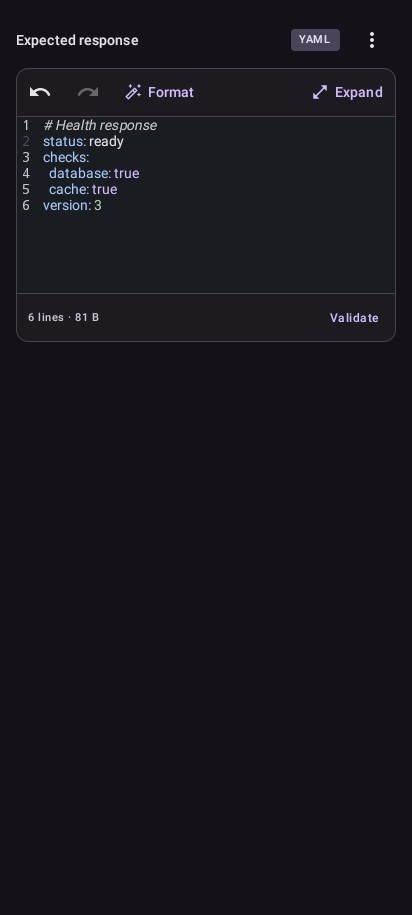 Expected response
YAML
Format
Expand
1 # Health response
2 status: ready
3 checks:
4   database: true
5   cache: true
6 version: 3
6 lines · 81 B
Validate